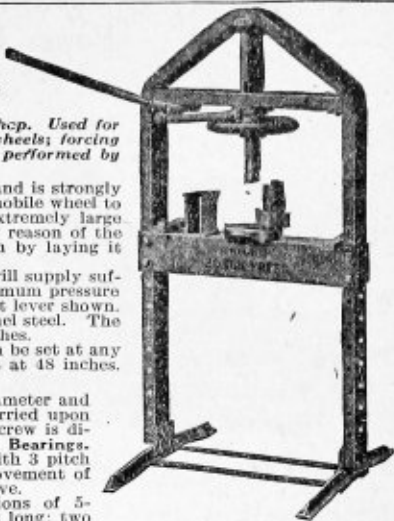 hop. Used for
wheels; forcing
performed by
and is strongly
mobile wheel to
xtremely large
reason of the
n by laying it
vill supply suf-
mum pressure
t lever shown.
nel steel. The
hes.
n be set at any
at 48 inches.
ameter and
rried upon
crew is di-
Bearings.
ith 3 pitch
ovement of
ve.
ions of 5-
long; two